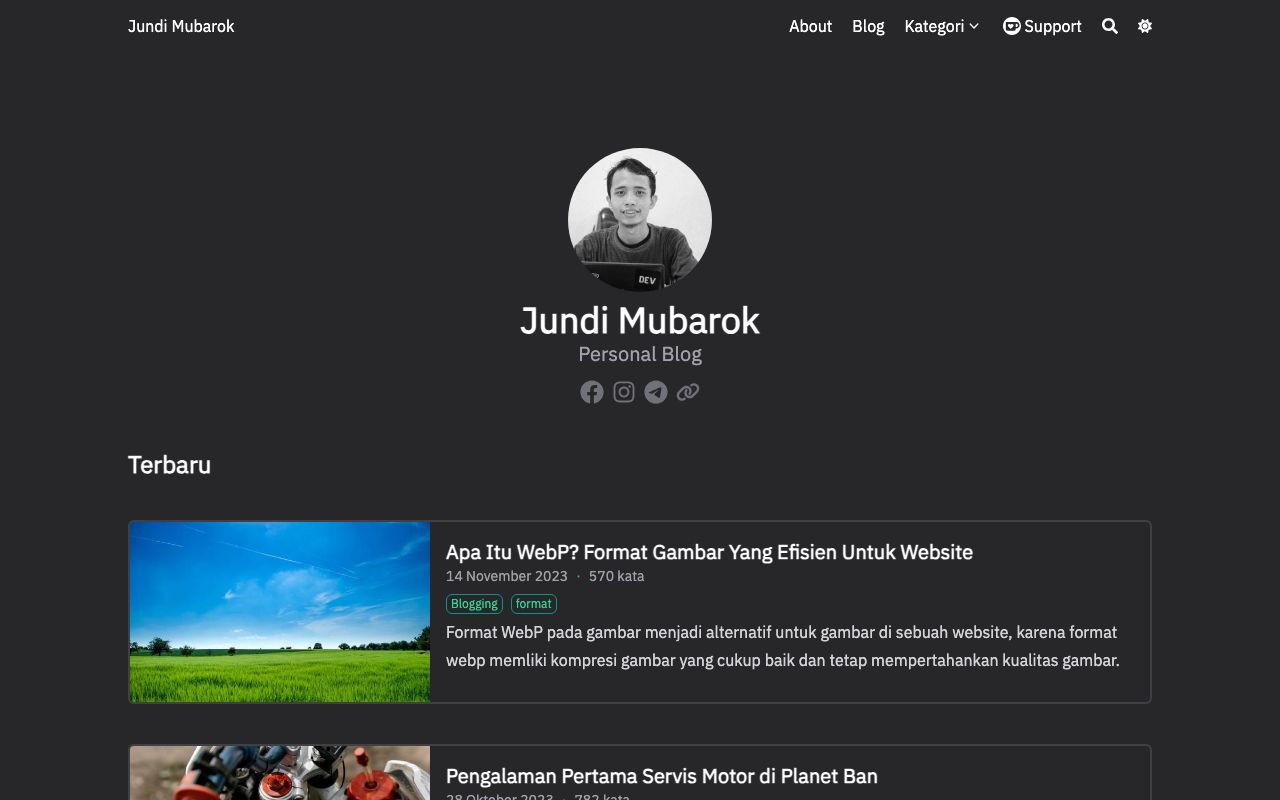 Jundi Mubarok
About Blog Kategori Support
DEV
Jundi Mubarok
Personal Blog
Terbaru
Apa Itu WebP? Format Gambar Yang Efisien Untuk Website
14 November 2023 · 570 kata
Blogging format
Format WebP pada gambar menjadi alternatif untuk gambar di sebuah website, karena format
webp memliki kompresi gambar yang cukup baik dan tetap mempertahankan kualitas gambar.
Pengalaman Pertama Servis Motor di Planet Ban
28 Oktober 2023 · 782 kata